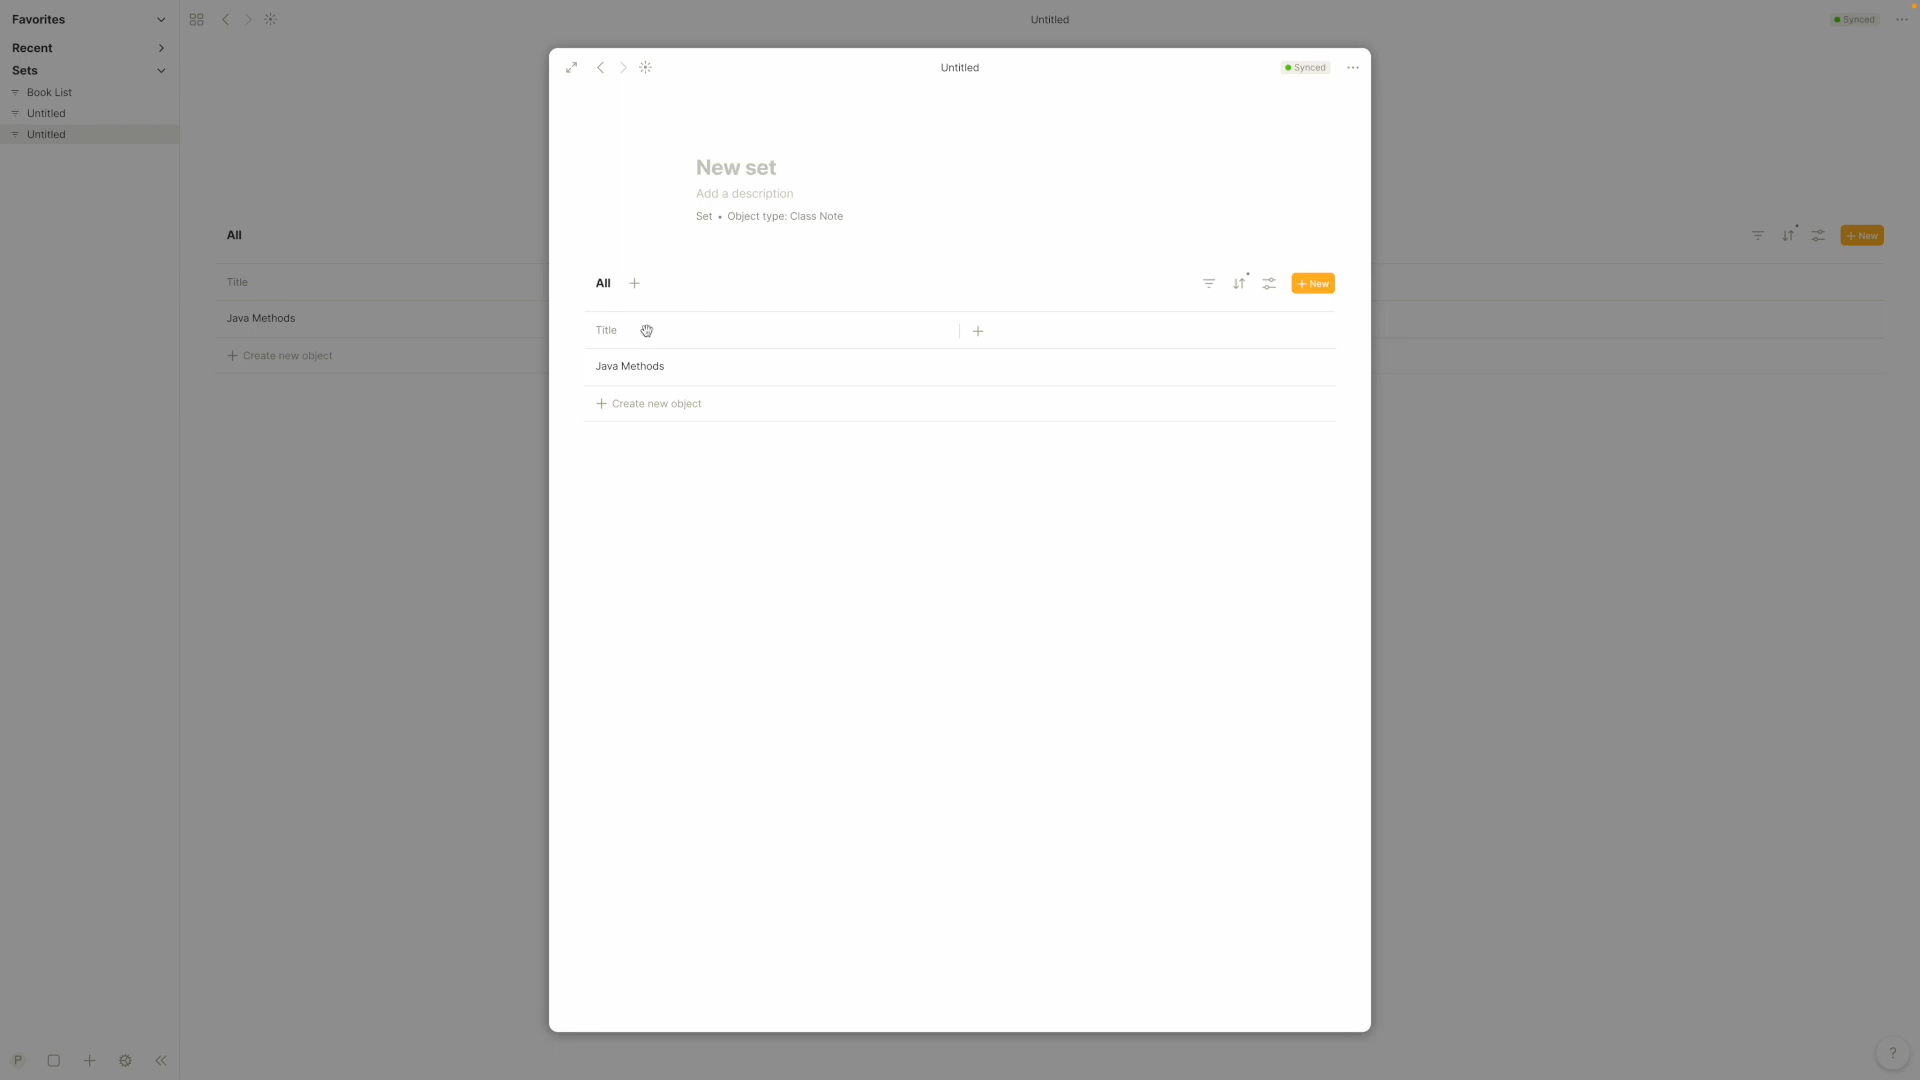 Favorites
Recent
Sets
Book List
Untitled
Untitled
P
Untitled
Synced
All
New
Title
Java Methods
Create new object
?
Untitled
Synced
New set
Add a description
Set • Object type: Class Note
All
New
Title
Java Methods
Create new object